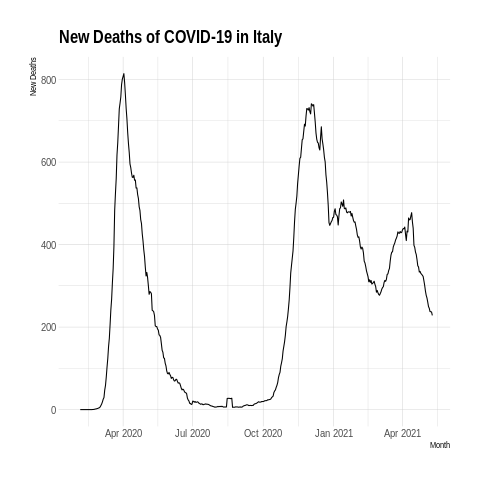 New Deaths of COVID-19 in Italy
New Deaths
800
600
400
200
0
Apr 2020 Jul 2020 Oct 2020 Jan 2021 Apr 2021
Month